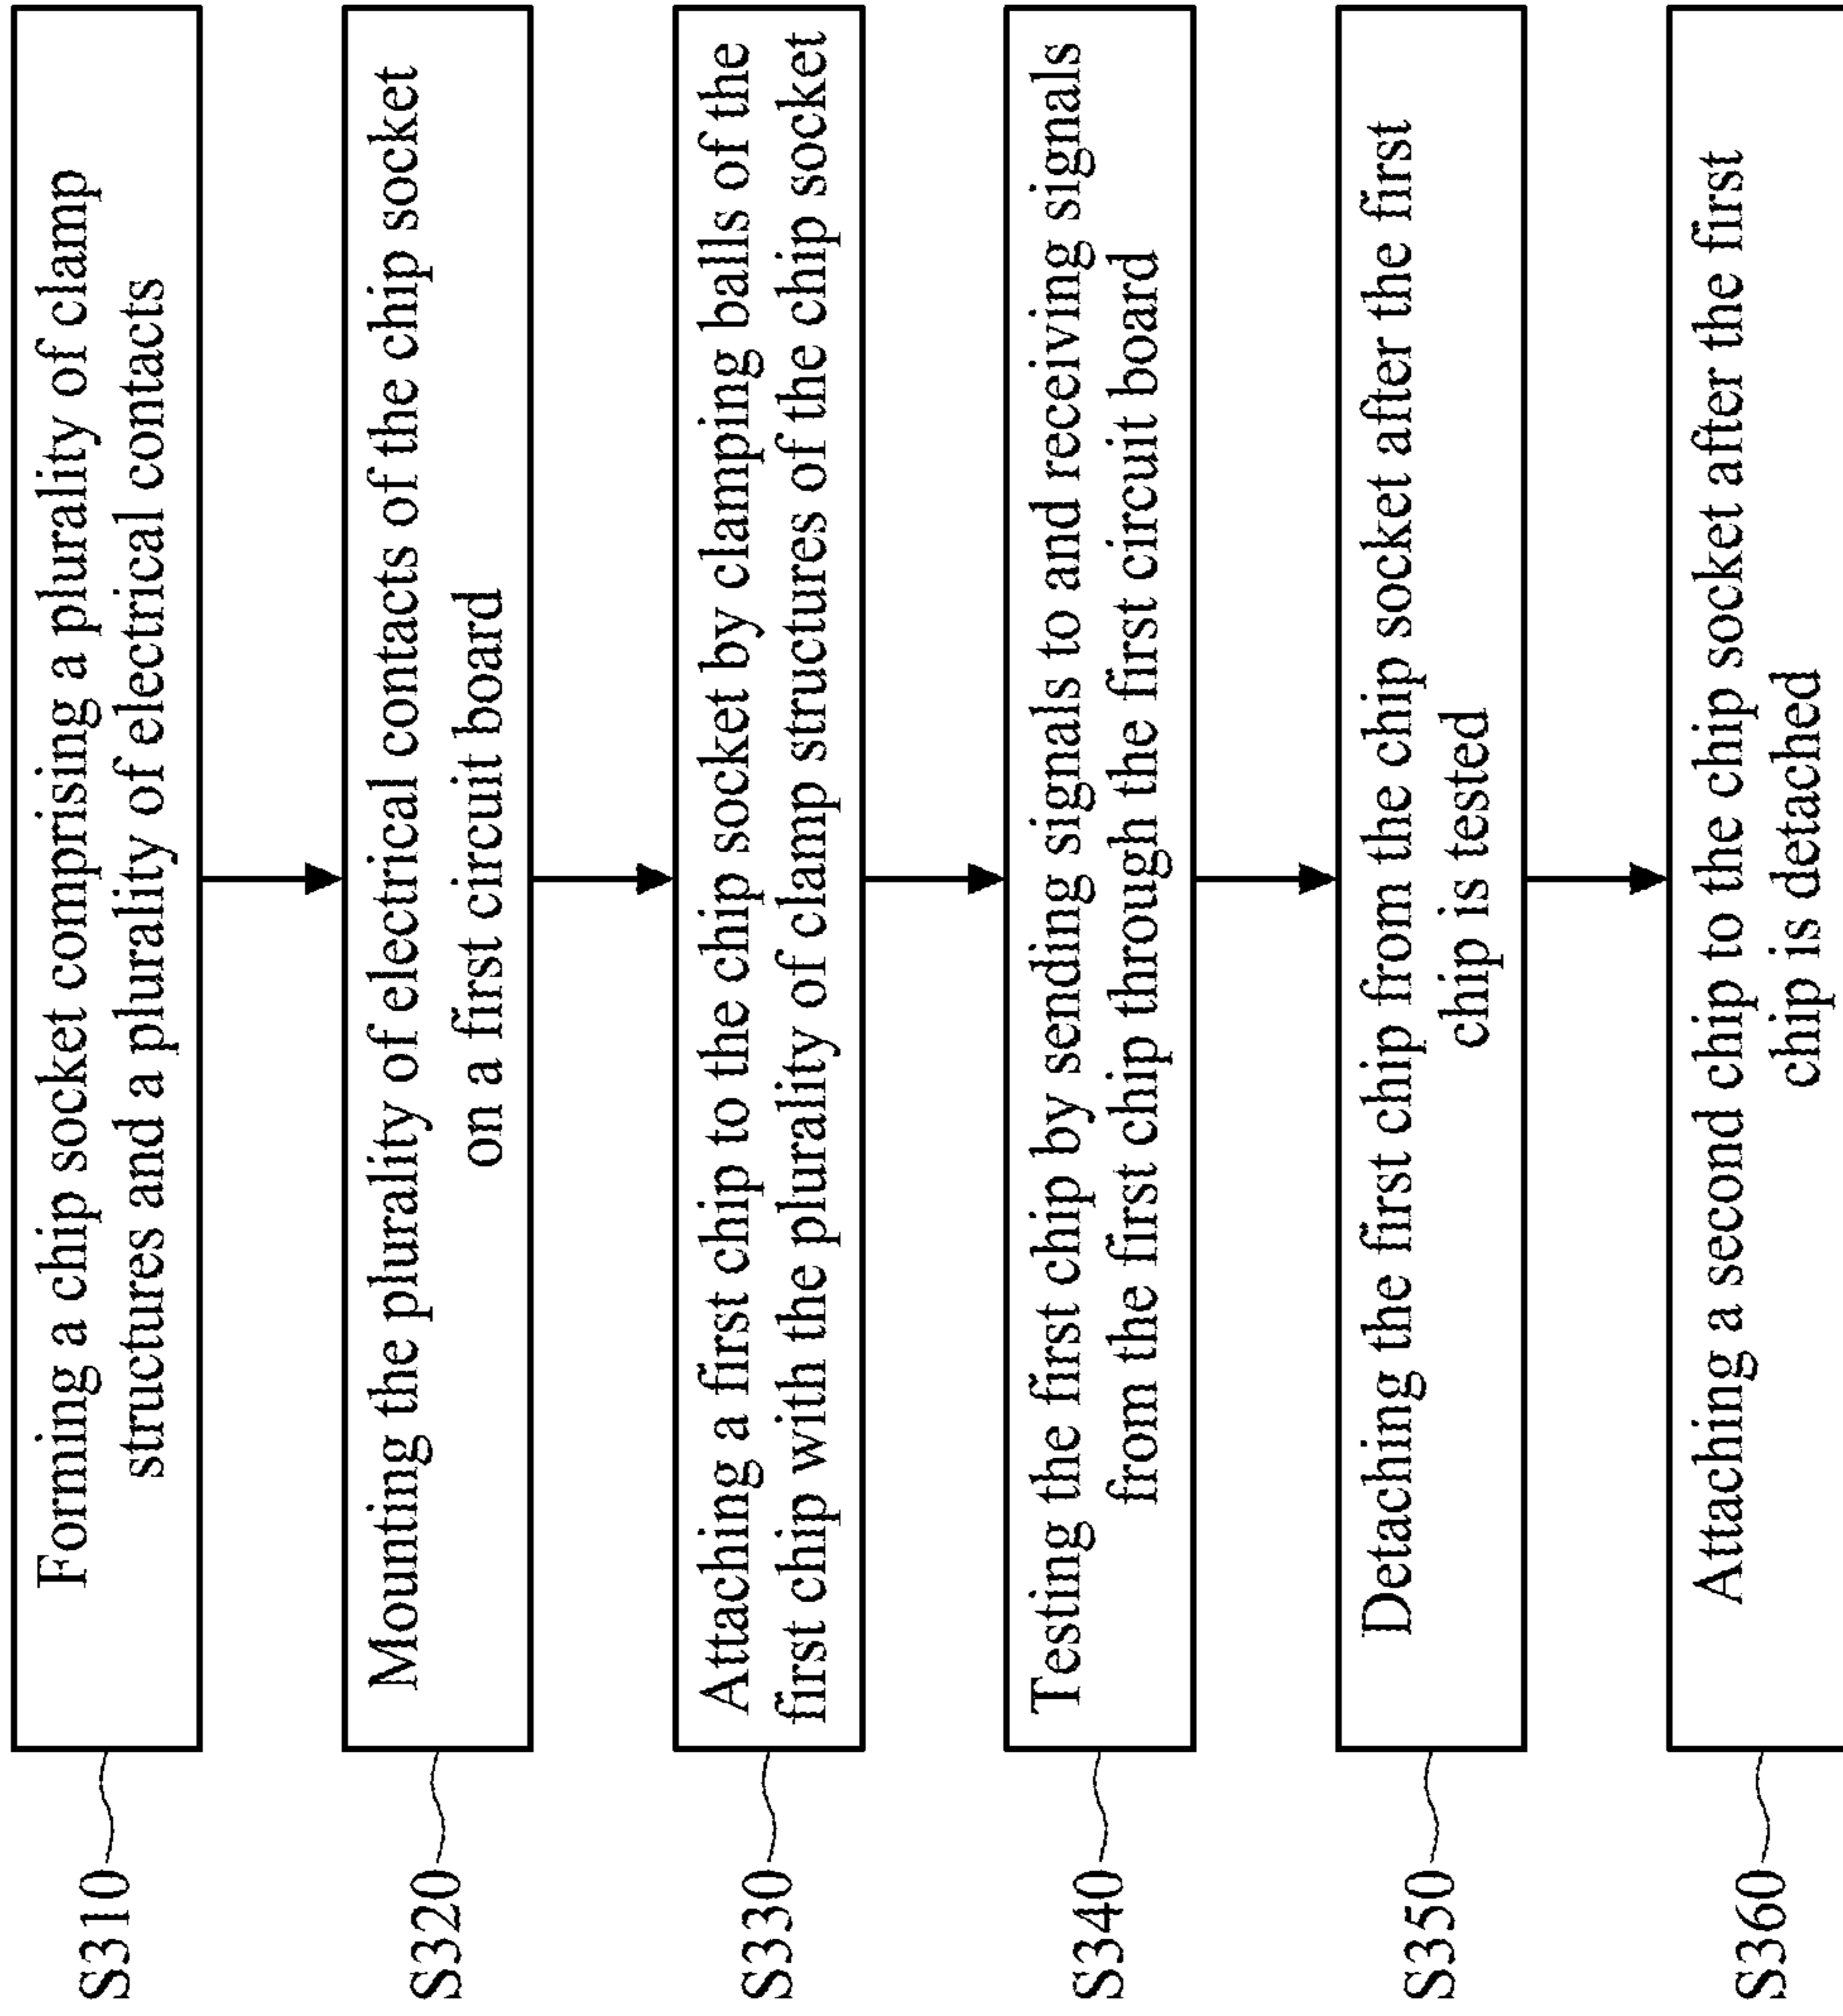 S310
Forming a chip socket comprising a plurality of clamp
structures and a plurality of electrical contacts
S320
Mounting the plurality of electrical contacts of the chip socket
on a first circuit board
S330
Attaching a first chip to the chip socket by clamping balls of the
first chip with the plurality of clamp structures of the chip socket
S340
Testing the first chip by sending signals to and receiving signals
from the first chip through the first circuit board
S350
Detaching the first chip from the chip socket after the first
chip is tested
S360
Attaching a second chip to the chip socket after the first
chip is detached